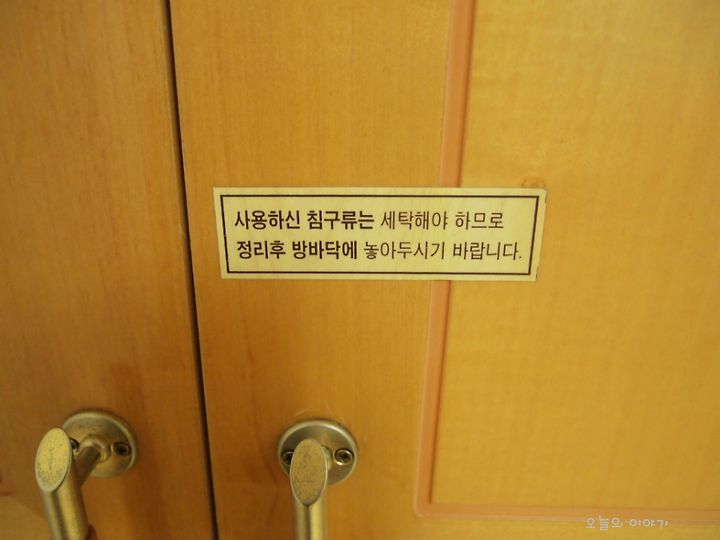 사용하신 침구류는 세탁해야 하므로
정리후 방바닥에 놓아두시기 바랍니다.
오늘의 이야기